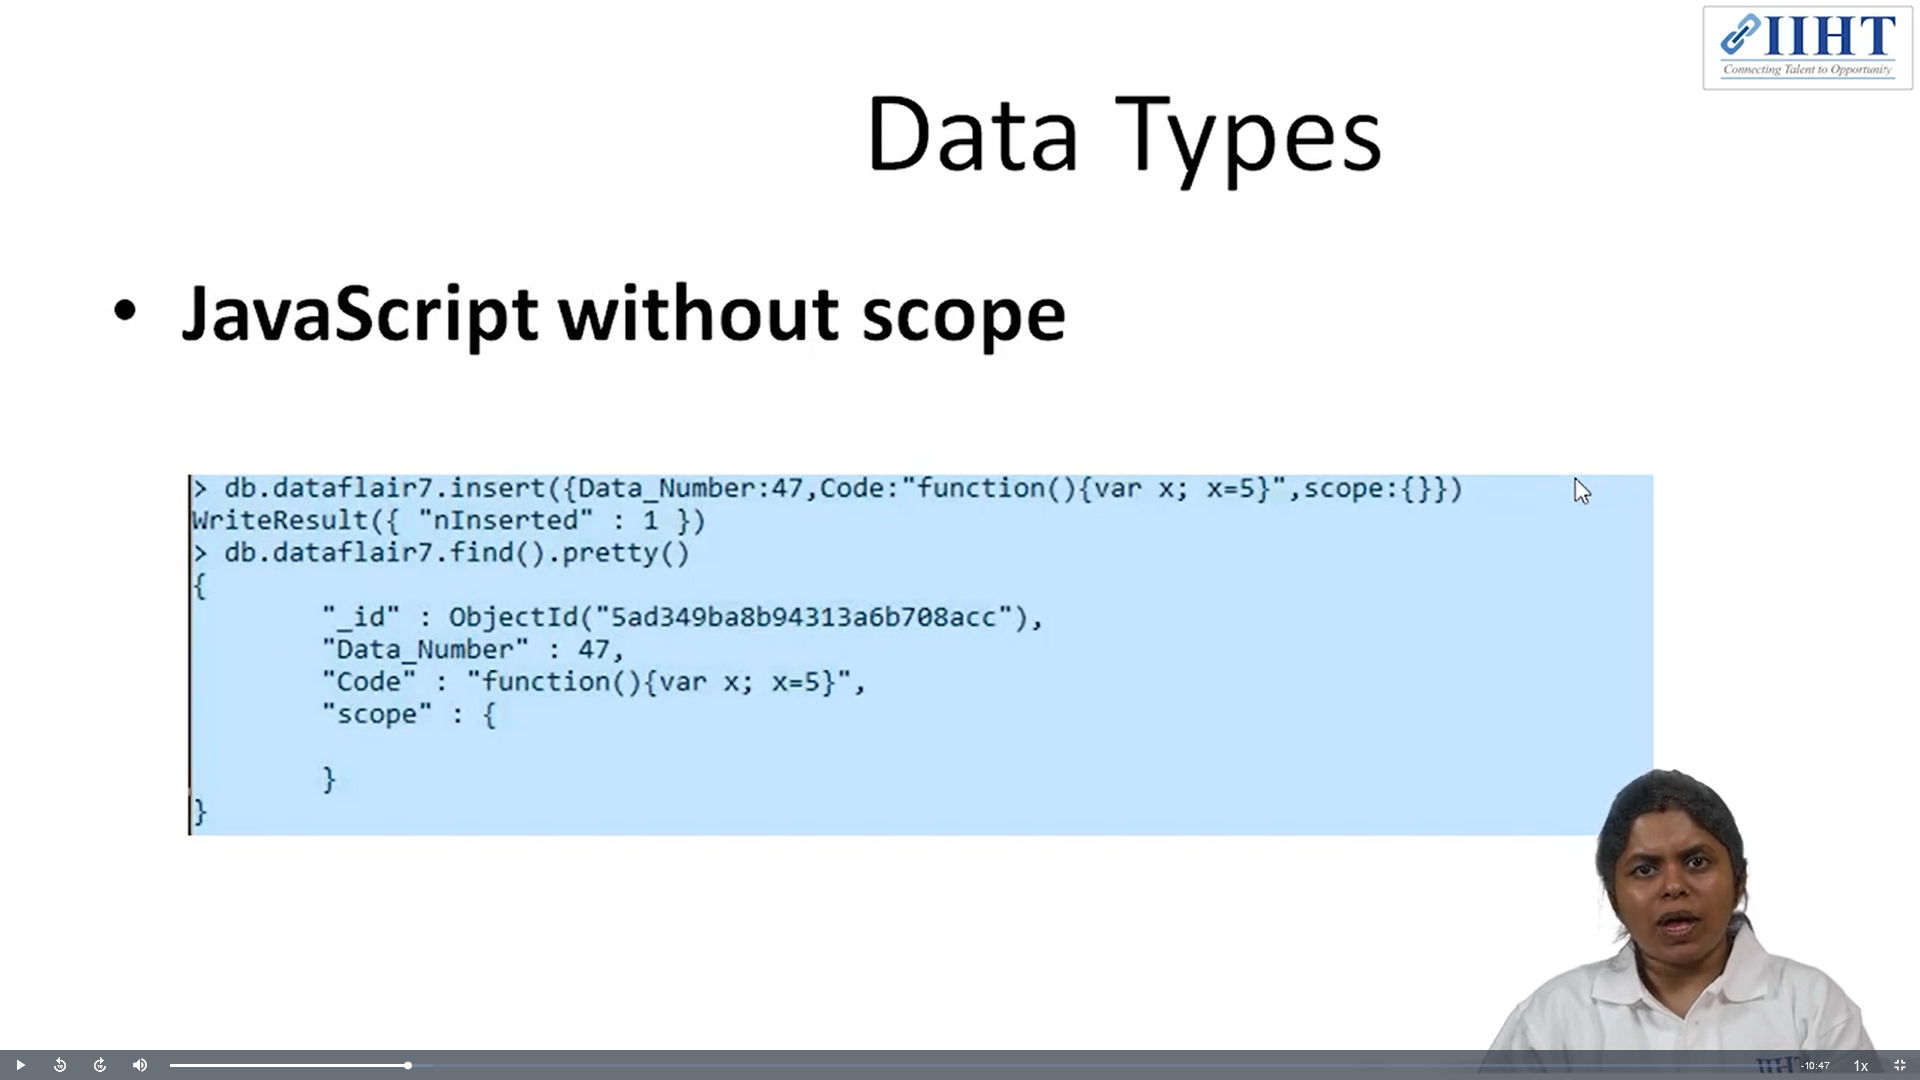 IIHT
Connecting Talent to Opportunity
Data Types
• JavaScript without scope
> db.dataflair7.insert({Data_Number:47,Code:"function(){var x; x=5}",scope:{}})
WriteResult({ "nInserted" : 1 })
> db.dataflair7.find().pretty()
{
"_id" : ObjectId("5ad349ba8b94313a6b708acc"),
"Data_Number" : 47,
"Code" : "function(){var x; x=5}",
"scope" : {
}
}
IIHT
-10:47
1x